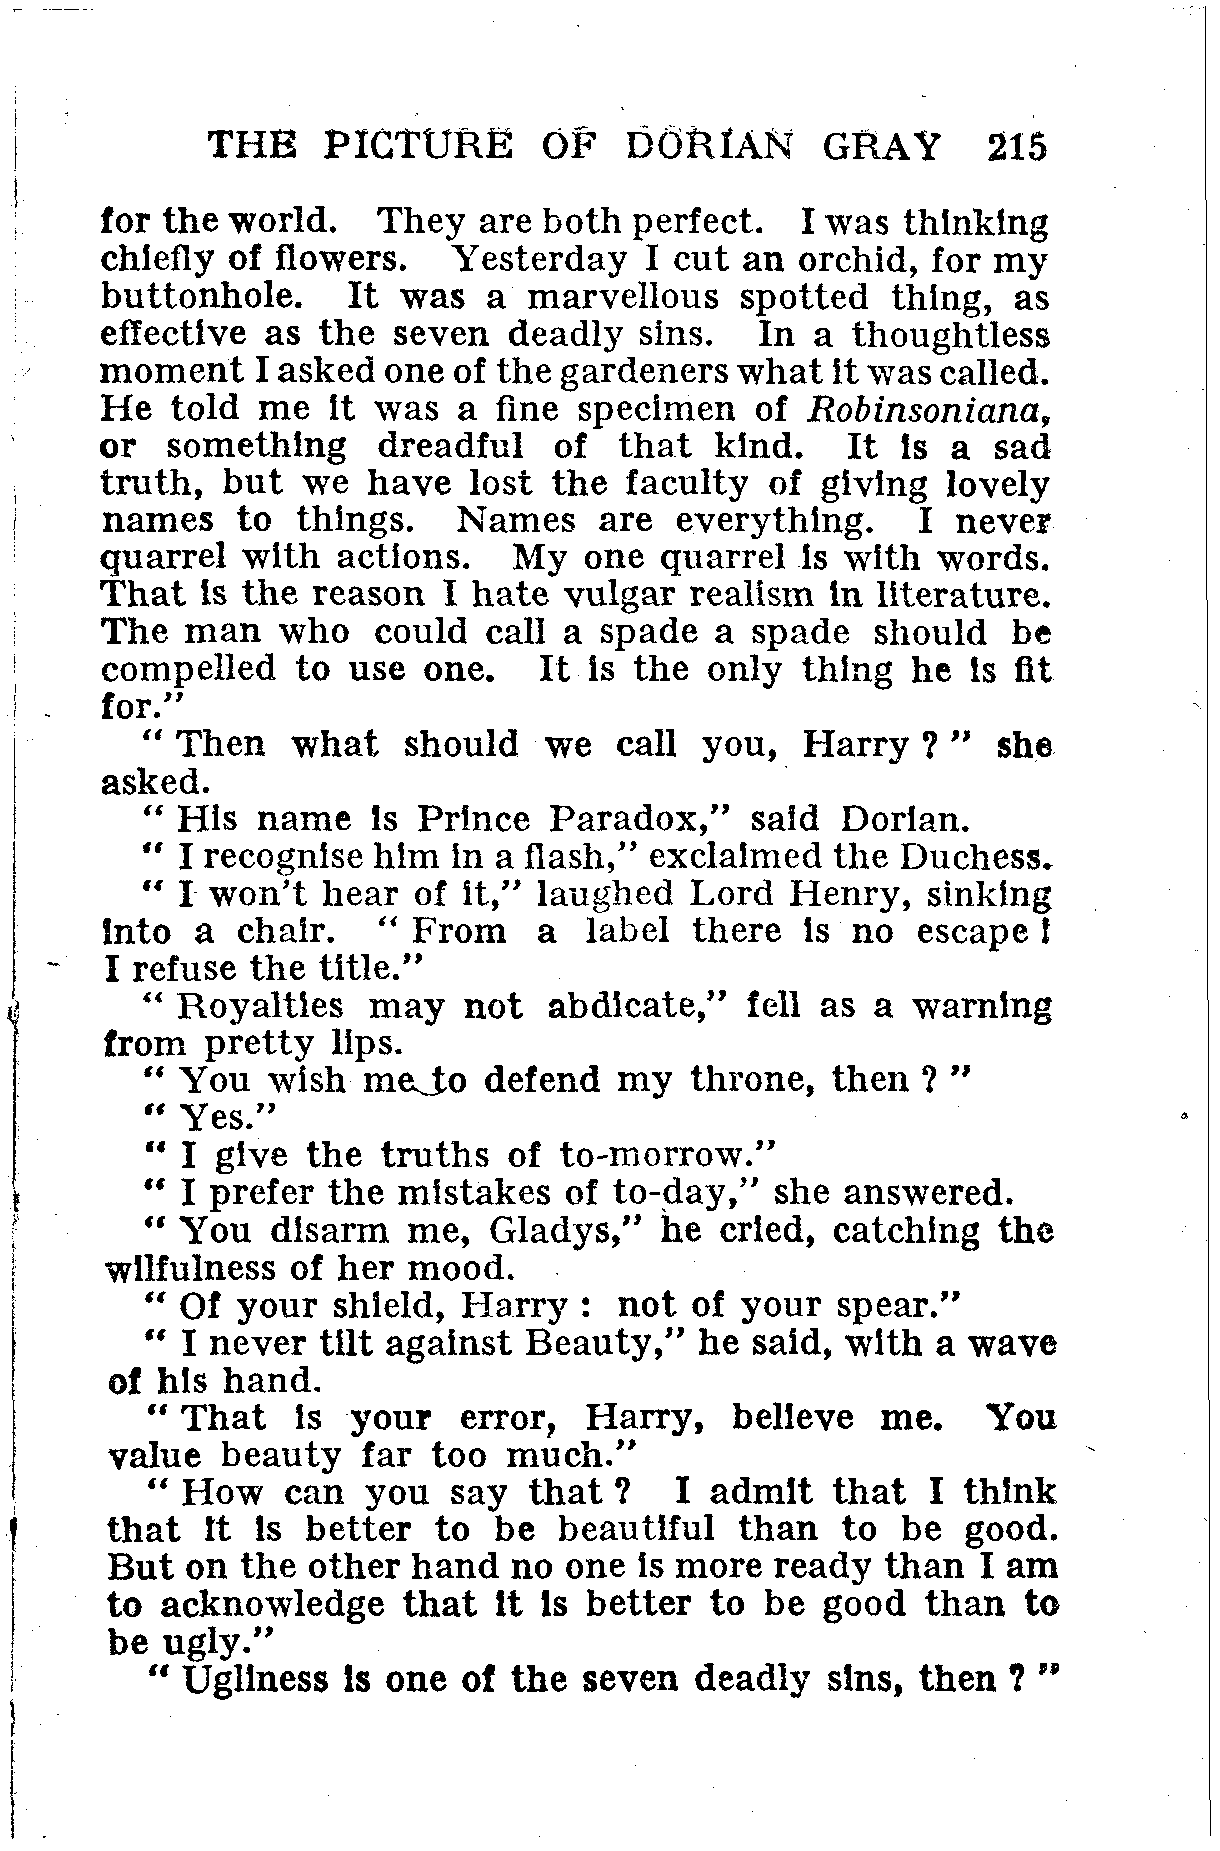 THE PICTURE OF DORIAN GRAY 215
for the world. They are both perfect. I was thinking
chiefly of flowers. Yesterday I cut an orchid, for my
buttonhole. It was a marvellous spotted thing, as
effective as the seven deadly sins. In a thoughtless
moment I asked one of the gardeners what it was called.
He told me it was a fine specimen of Robinsoniana,
or something dreadful of that kind. It is a sad
truth, but we have lost the faculty of giving lovely
names to things. Names are everything. I never
quarrel with actions. My one quarrel is with words.
That is the reason I hate vulgar realism in literature.
The man who could call a spade a spade should be
compelled to use one. It is the only thing he is fit
for."
" Then what should we call you, Harry ? " she
asked.
" His name is Prince Paradox," said Dorian.
" I recognise him in a flash," exclaimed the Duchess.
" I won't hear of it," laughed Lord Henry, sinking
into a chair. " From a label there is no escape !
I refuse the title."
" Royalties may not abdicate," fell as a warning
from pretty lips.
" You wish me to defend my throne, then ? "
" Yes."
" I give the truths of to-morrow."
" I prefer the mistakes of to-day," she answered.
" You disarm me, Gladys," he cried, catching the
wilfulness of her mood.
" Of your shield, Harry : not of your spear."
" I never tilt against Beauty," he said, with a wave
of his hand.
" That is your error, Harry, believe me. You
value beauty far too much."
" How can you say that ? I admit that I think
that it is better to be beautiful than to be good.
But on the other hand no one is more ready than I am
to acknowledge that it is better to be good than to
be ugly."
" Ugliness is one of the seven deadly sins, then ? "